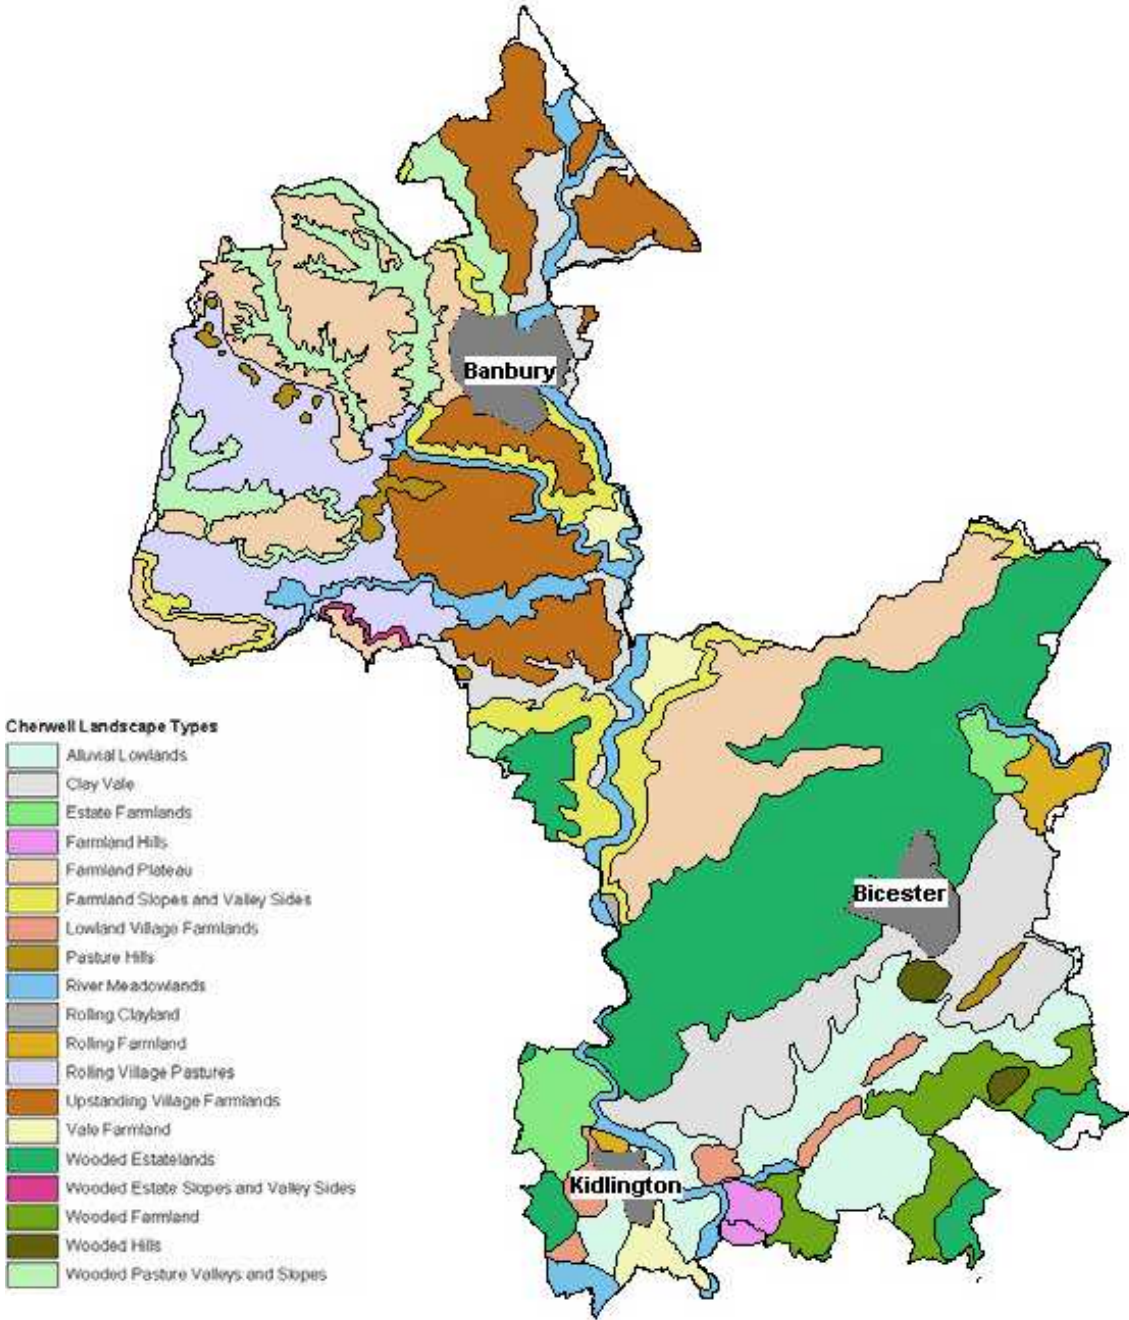 Banbury
Bicester
Kidlington
Cherwell Landscape Types
Alluvial Lowlands
Clay Vale
Estate Farmlands
Farmland Hills
Farmland Plateau
Farmland Slopes and Valley Sides
Lowland Village Farmlands
Pasture Hills
River Meadowlands
Rolling Clayland
Rolling Farmland
Rolling Village Pastures
Upstanding Village Farmlands
Vale Farmland
Wooded Estatelands
Wooded Estate Slopes and Valley Sides
Wooded Farmland
Wooded Hills
Wooded Pasture Valleys and Slopes